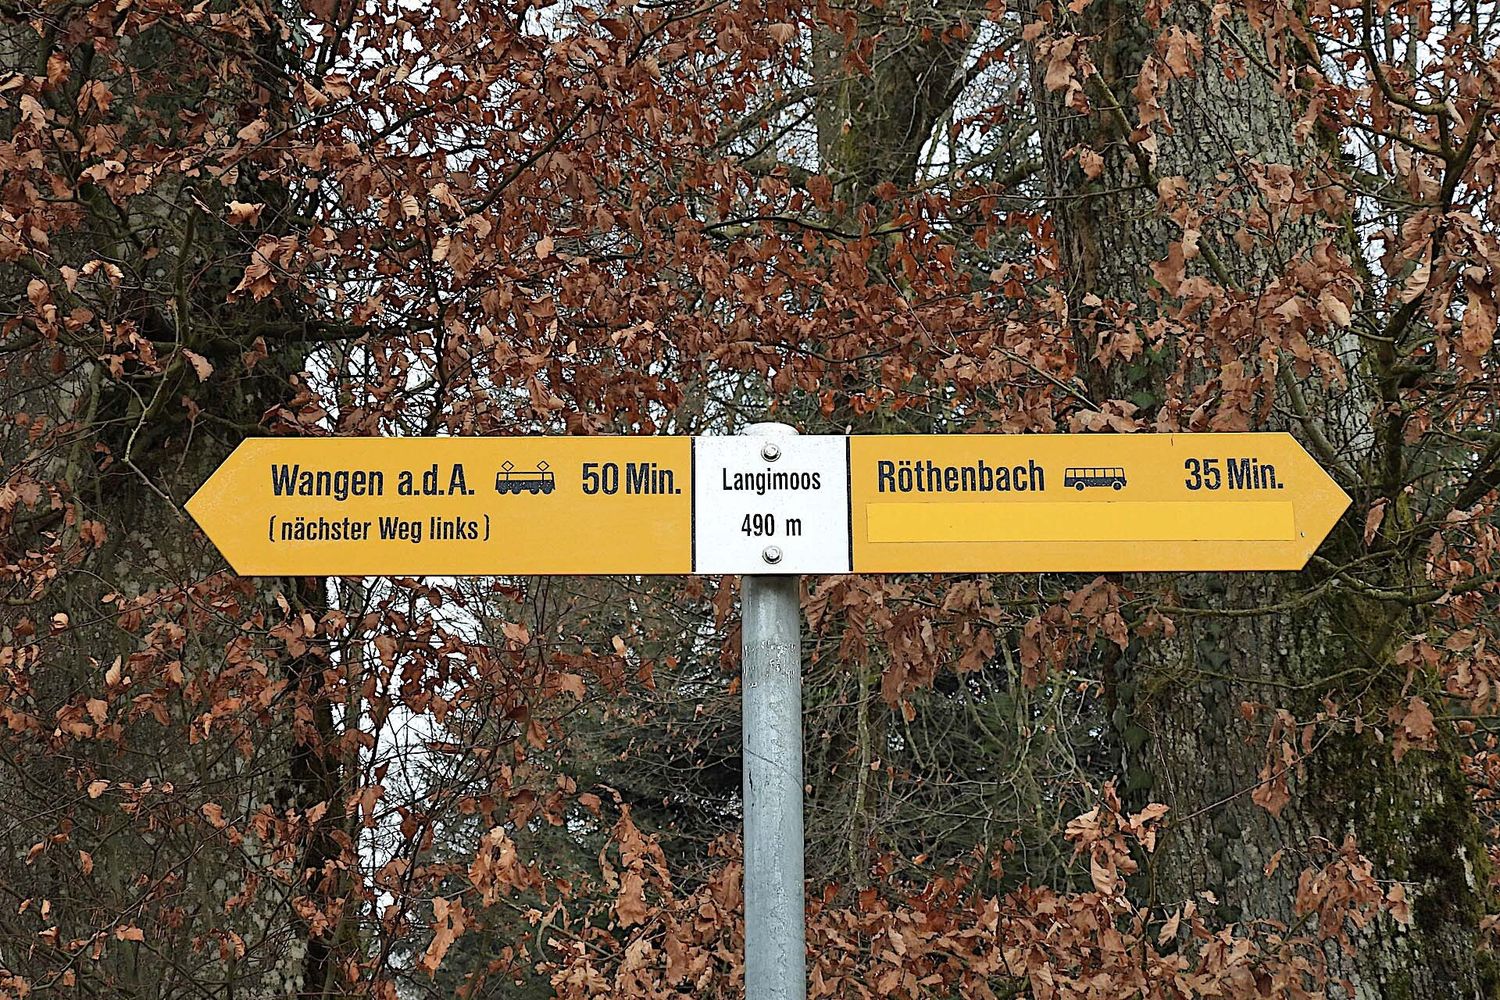 Wangen a.d.A. 50 Min.
(nächster Weg links)
Langimoos
490 m
Röthenbach 35 Min.